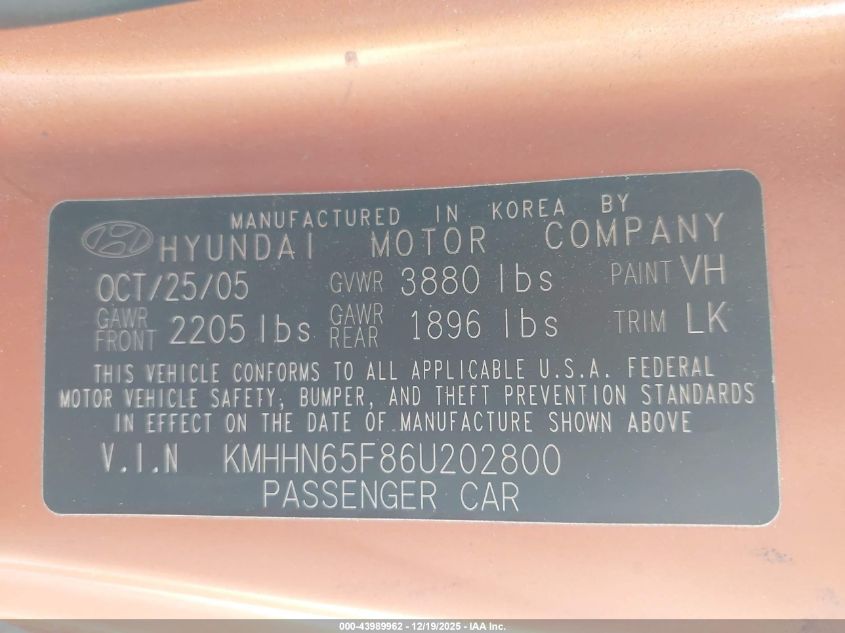 MANUFACTURED IN KOREA BY
HYUNDAI MOTOR COMPANY
OCT/25/05 GVWR 3880 lbs PAINT VH
GAWR FRONT 2205 lbs GAWR REAR 1896 lbs TRIM LK
THIS VEHICLE CONFORMS TO ALL APPLICABLE U.S.A. FEDERAL
MOTOR VEHICLE SAFETY, BUMPER, AND THEFT PREVENTION STANDARDS
IN EFFECT ON THE DATE OF MANUFACTURE SHOWN ABOVE
V.I.N KMHHN65F86U202800
PASSENGER CAR
000-43989962 - 12/19/2025 - IAA Inc.